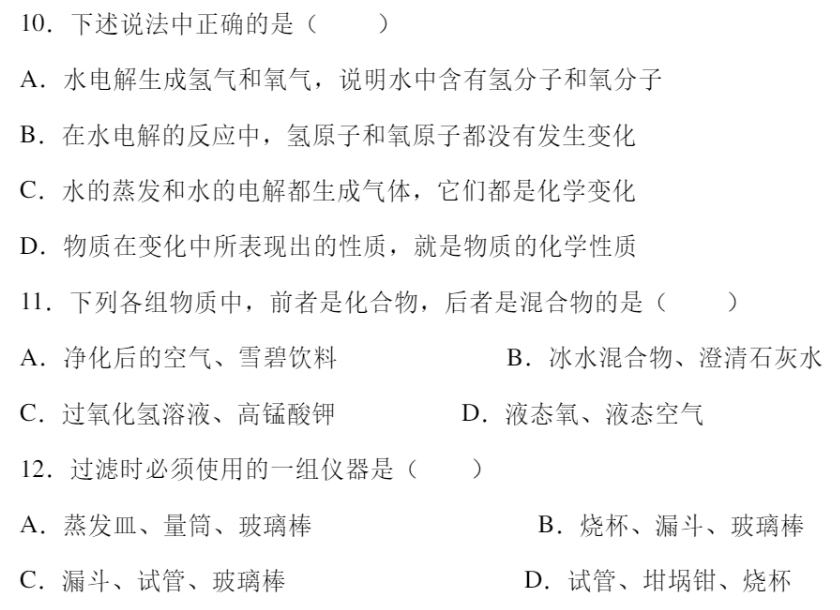 10．下述说法中正确的是（　　）
A．水电解生成氢气和氧气，说明水中含有氢分子和氧分子
B．在水电解的反应中，氢原子和氧原子都没有发生变化
C．水的蒸发和水的电解都生成气体，它们都是化学变化
D．物质在变化中所表现出的性质，就是物质的化学性质
11．下列各组物质中，前者是化合物，后者是混合物的是（　　）
A．净化后的空气、雪碧饮料　　B．冰水混合物、澄清石灰水
C．过氧化氢溶液、高锰酸钾　　D．液态氧、液态空气
12．过滤时必须使用的一组仪器是（　　）
A．蒸发皿、量筒、玻璃棒　　B．烧杯、漏斗、玻璃棒
C．漏斗、试管、玻璃棒　　D．试管、坩埚钳、烧杯